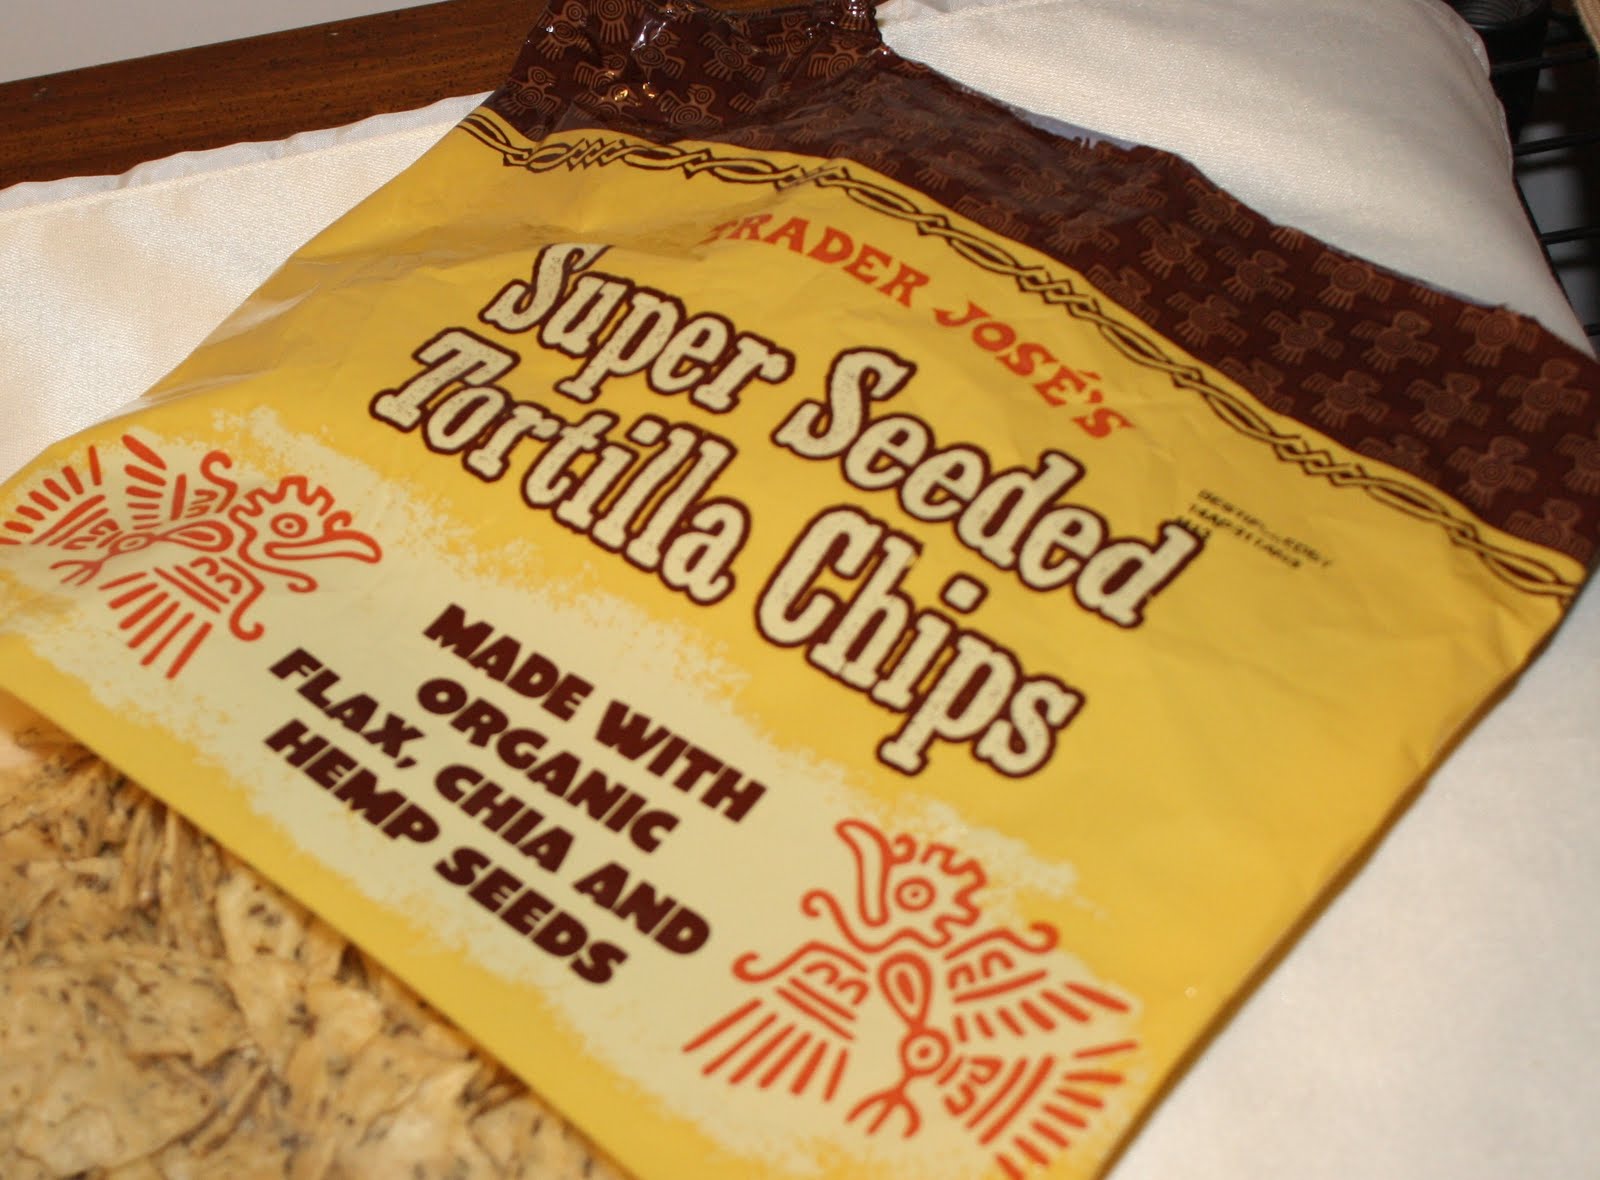 TRADER JOSÉ'S
Super Seeded
Tortilla Chips
MADE WITH
ORGANIC
FLAX, CHIA AND
HEMP SEEDS